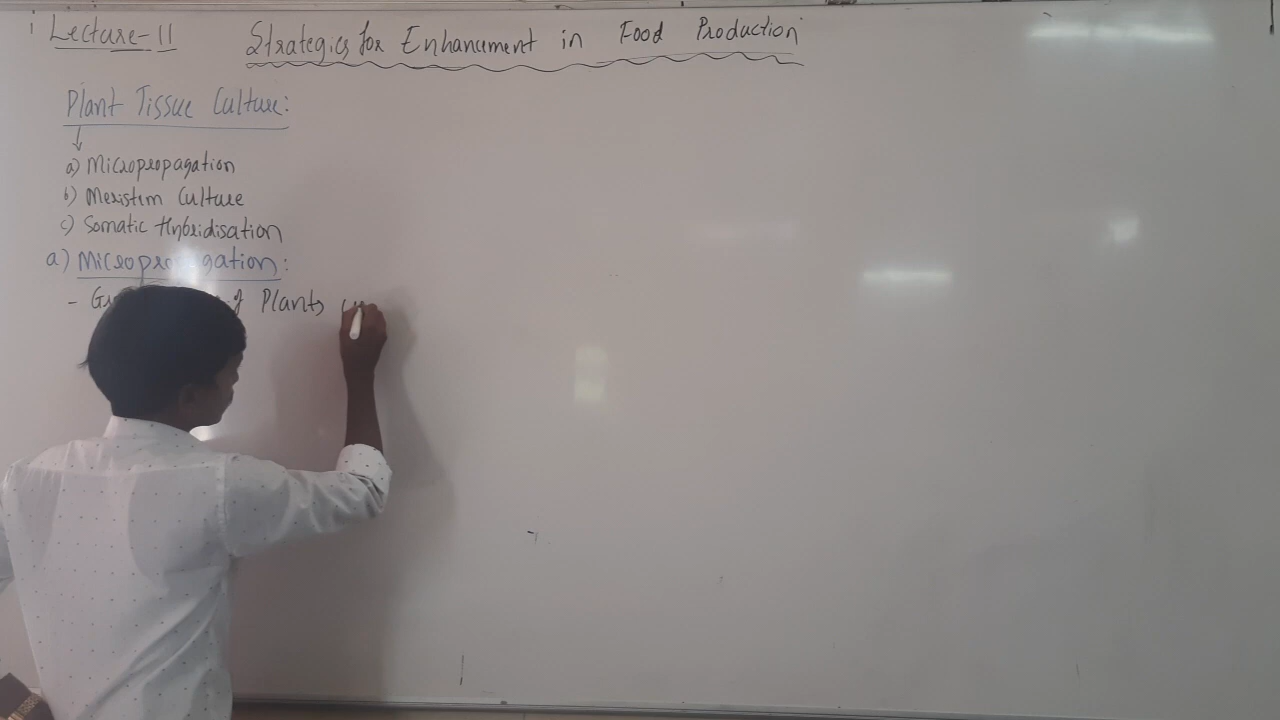 Lecture-11
Strategies for Enhancement in Food Production
Plant Tissue Culture:
a) Micropropagation
b) Meristem Culture
c) Somatic Hybridisation
a) Micropropagation:
- of Plants